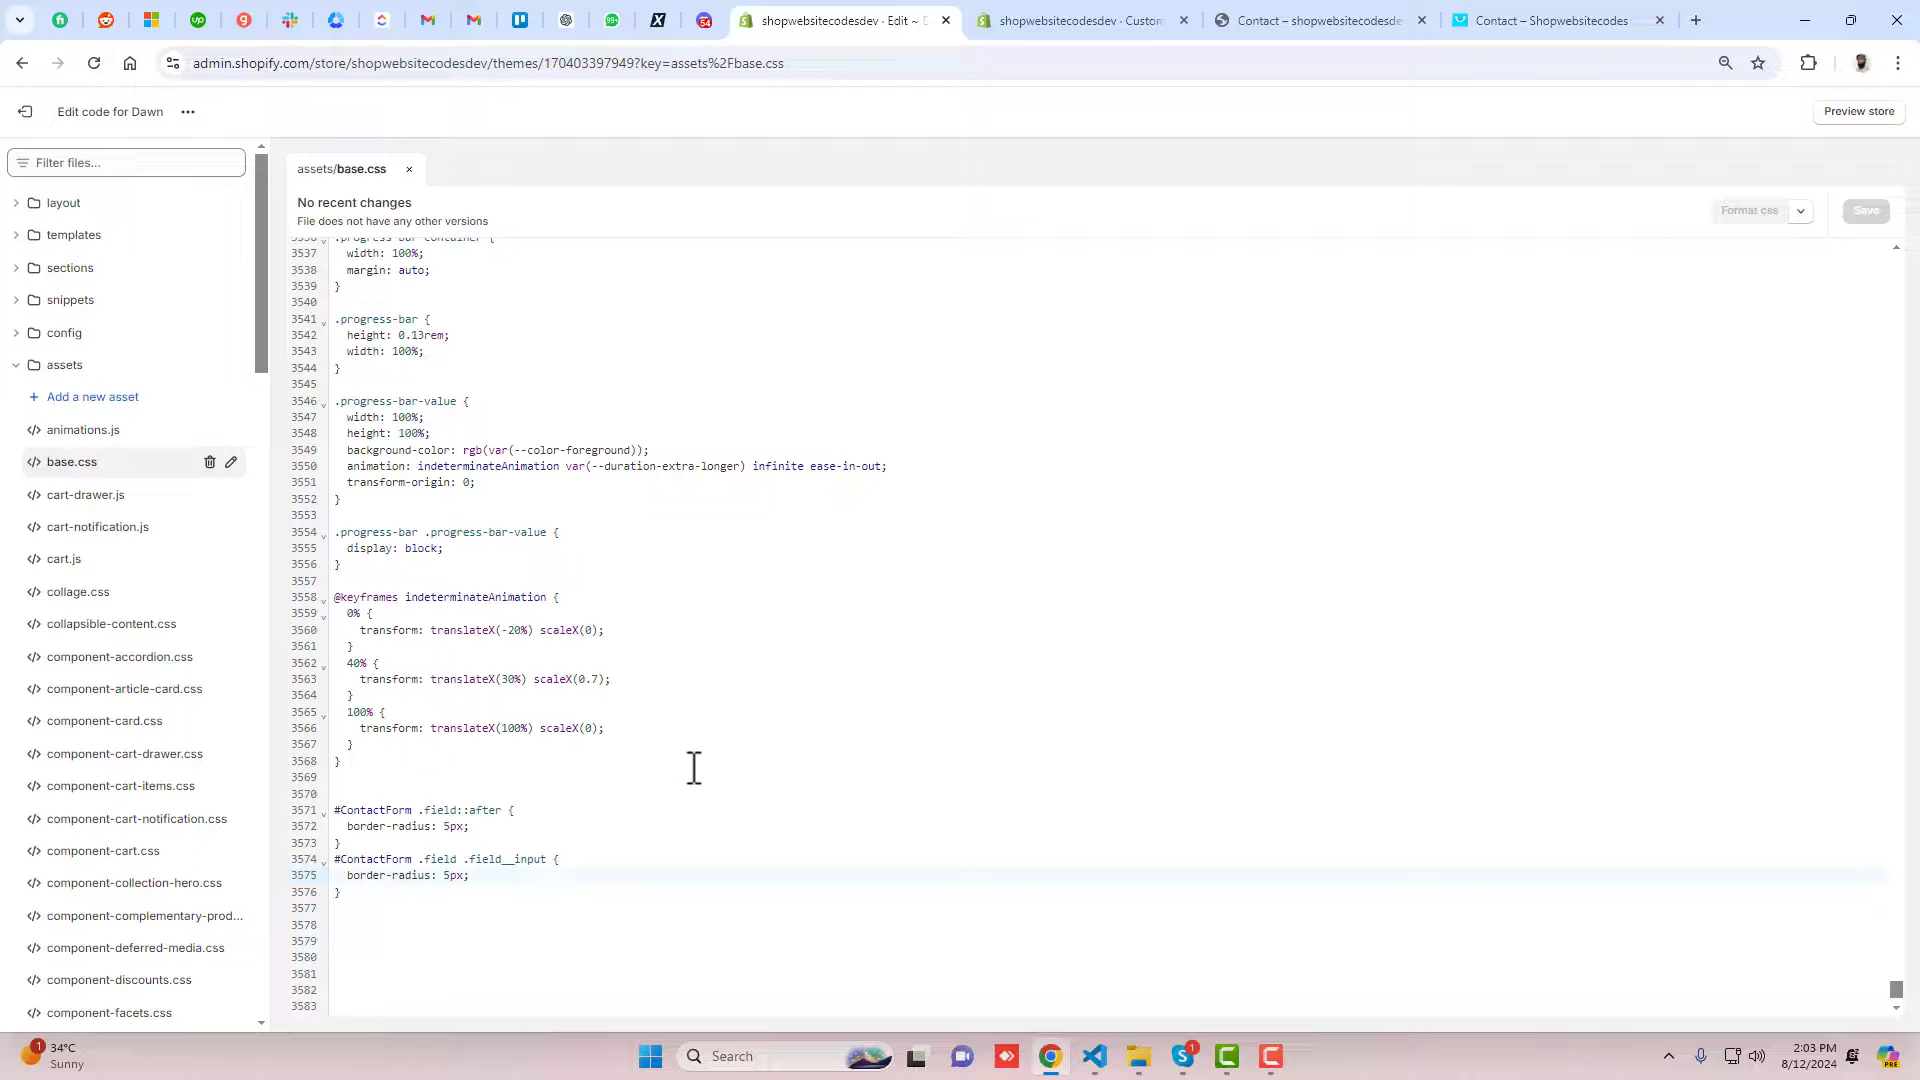 shopwebsitecodesdev · Edit ~ D
shopwebsitecodesdev · Custom
Contact – shopwebsitecodesde
Contact – Shopwebsitecodes
admin.shopify.com/store/shopwebsitecodesdev/themes/170403397949?key=assets%2Fbase.css
Edit code for Dawn
Preview store
Filter files...
layout
templates
sections
snippets
config
assets
Add a new asset
animations.js
base.css
cart-drawer.js
cart-notification.js
cart.js
collage.css
collapsible-content.css
component-accordion.css
component-article-card.css
component-card.css
component-cart-drawer.css
component-cart-items.css
component-cart-notification.css
component-cart.css
component-collection-hero.css
component-complementary-prod...
component-deferred-media.css
component-discounts.css
component-facets.css
assets/base.css
No recent changes
File does not have any other versions
Format css
Save
3536 .progress-bar-container {
3537 width: 100%;
3538 margin: auto;
3539 }
3540
3541 .progress-bar {
3542 height: 0.13rem;
3543 width: 100%;
3544 }
3545
3546 .progress-bar-value {
3547 width: 100%;
3548 height: 100%;
3549 background-color: rgb(var(--color-foreground));
3550 animation: indeterminateAnimation var(--duration-extra-longer) infinite ease-in-out;
3551 transform-origin: 0;
3552 }
3553
3554 .progress-bar .progress-bar-value {
3555 display: block;
3556 }
3557
3558 @keyframes indeterminateAnimation {
3559 0% {
3560 transform: translateX(-20%) scaleX(0);
3561 }
3562 40% {
3563 transform: translateX(30%) scaleX(0.7);
3564 }
3565 100% {
3566 transform: translateX(100%) scaleX(0);
3567 }
3568 }
3569
3570
3571 #ContactForm .field::after {
3572 border-radius: 5px;
3573 }
3574 #ContactForm .field .field__input {
3575 border-radius: 5px;
3576 }
3577
3578
3579
3580
3581
3582
3583
1
34°C
Sunny
Search
1
2:03 PM
8/12/2024